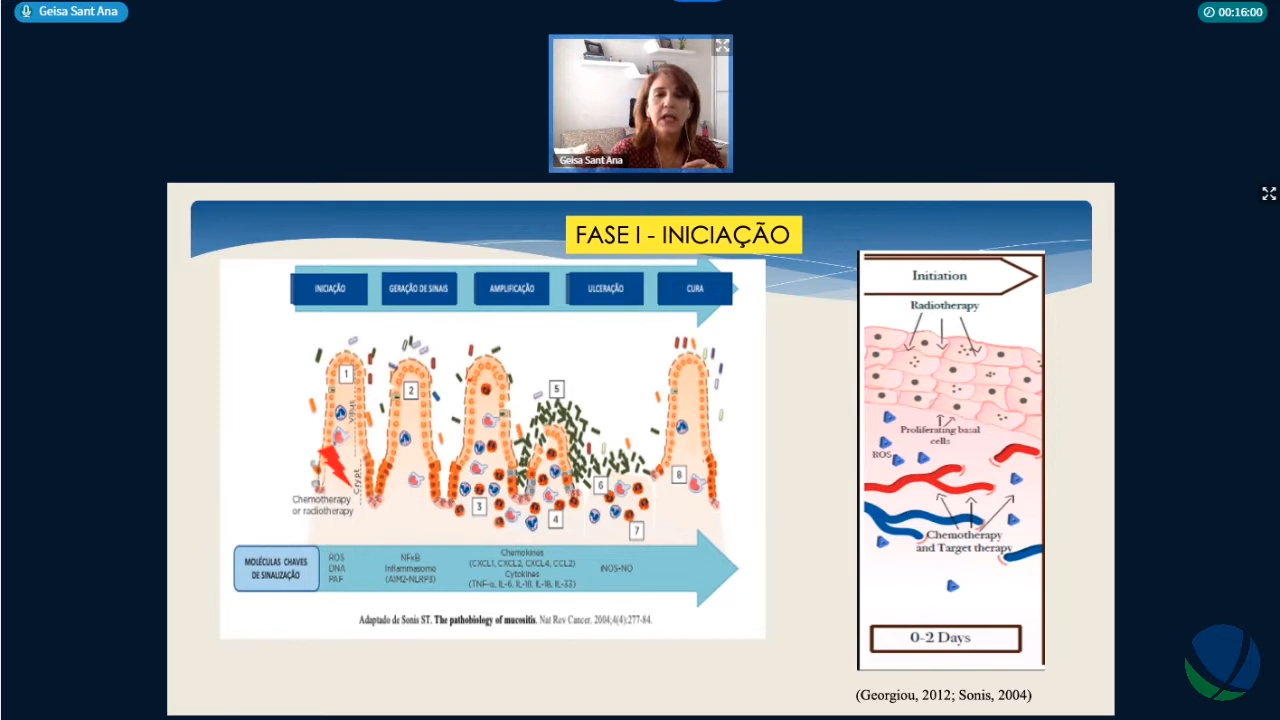 Geisa Sant Ana
00:16:00
Geisa Sant Ana
FASE I - INICIAÇÃO
INICIAÇÃO
GERAÇÃO DE SINAIS
AMPLIFICAÇÃO
ULCERAÇÃO
CURA
1
2
3
4
5
6
7
8
Villus
Crypt
Chemotherapy
or radiotherapy
MOLÉCULAS CHAVES
DE SINALIZAÇÃO
ROS
DNA
PAF
NFκB
Inflammasome
(AIM2-NLRP3)
Chemokines
(CXCL1, CXCL2, CXCL4, CCL2)
Cytokines
(TNF-α, IL-6, IL-1β, IL-18, IL-33)
iNOS-NO
Adaptado de Sonis ST. The pathobiology of mucositis. Nat Rev Cancer. 2004;4(4):277-84.
Initiation
Radiotherapy
Proliferating basal
cells
ROS
Chemotherapy
and Target therapy
0-2 Days
(Georgiou, 2012; Sonis, 2004)